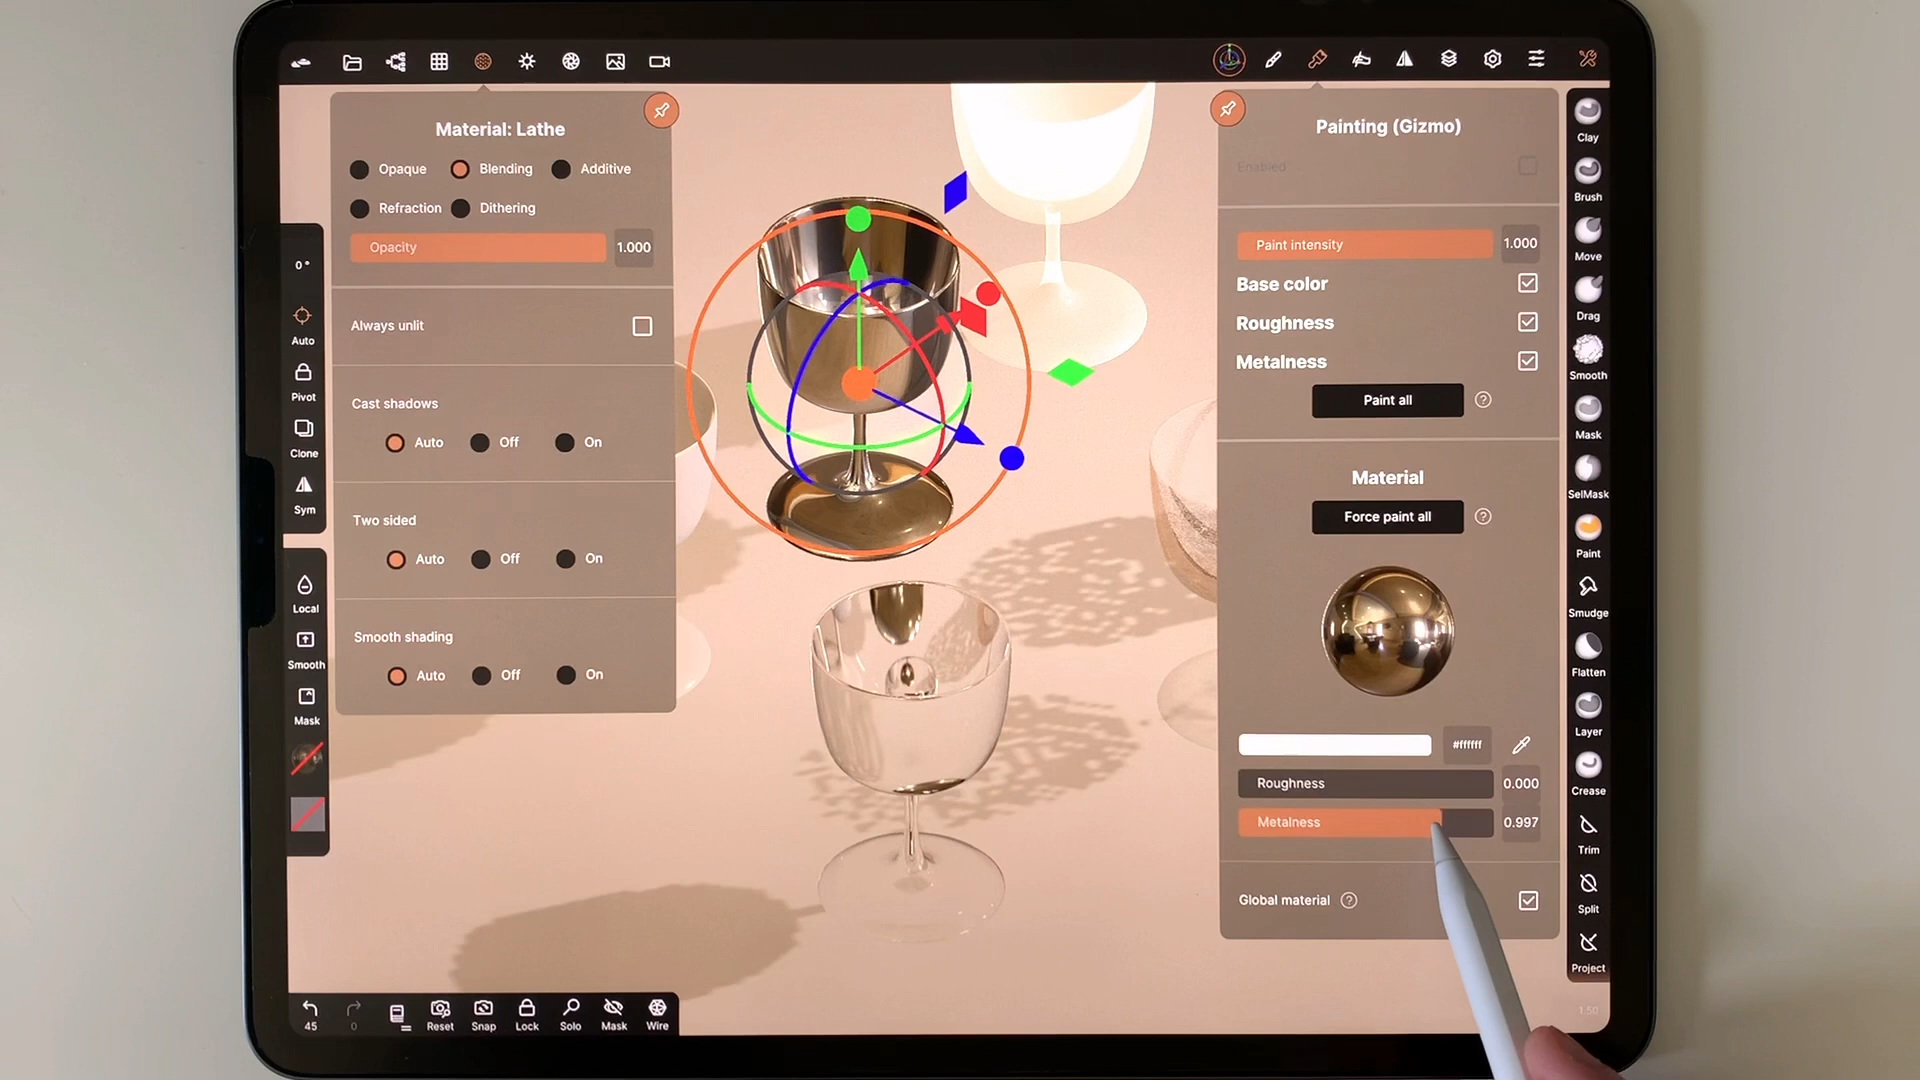 Material: Lathe
Opaque
Blending
Additive
Refraction
Dithering
Opacity
1.000
Always unlit
Cast shadows
Auto
Off
On
Two sided
Auto
Off
On
Smooth shading
Auto
Off
On
0°
Auto
Pivot
Clone
Sym
Local
Smooth
Mask
45
0
Reset
Snap
Lock
Solo
Mask
Wire
Painting (Gizmo)
Enabled
Paint intensity
1.000
Base color
Roughness
Metalness
Paint all
?
Material
Force paint all
?
#ffffff
Roughness
0.000
Metalness
0.997
Global material
?
Clay
Brush
Move
Drag
Smooth
Mask
SelMask
Paint
Smudge
Flatten
Layer
Crease
Trim
Split
Project
1.50